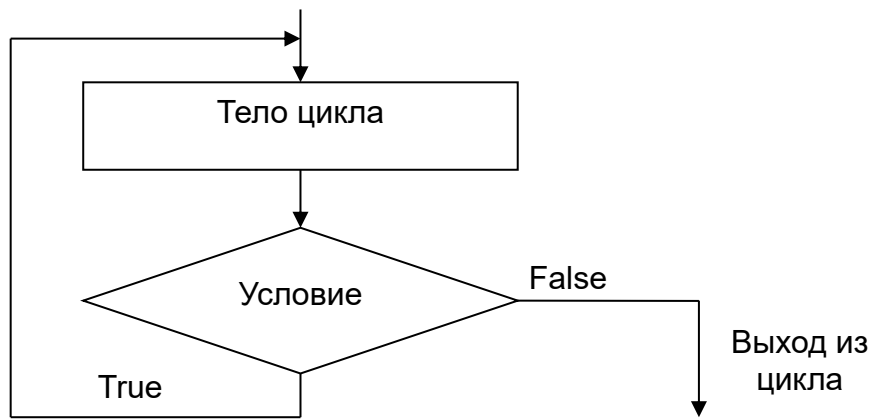 Тело цикла
Условие
False
True
Выход из
цикла